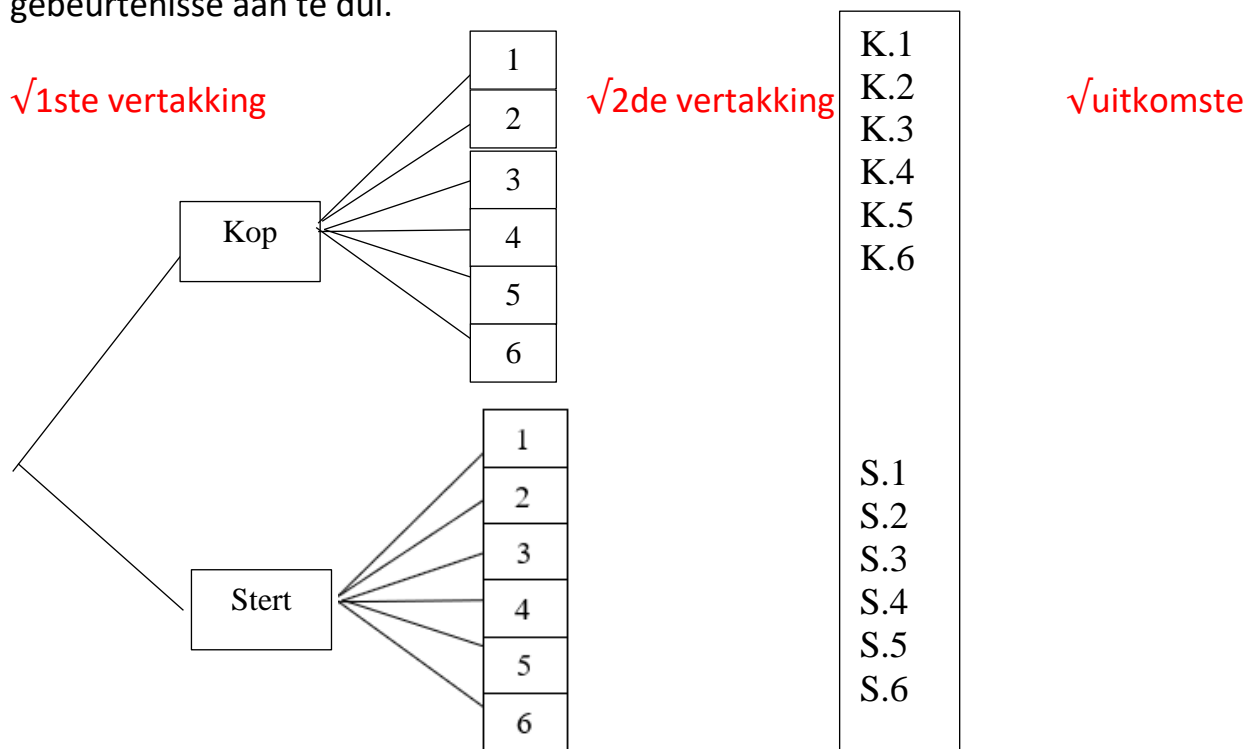 gebeurtenisse aan te dui.
√1ste vertakking
√2de vertakking
√uitkomste
Kop
1
2
3
4
5
6
K.1
K.2
K.3
K.4
K.5
K.6
Stert
1
2
3
4
5
6
S.1
S.2
S.3
S.4
S.5
S.6